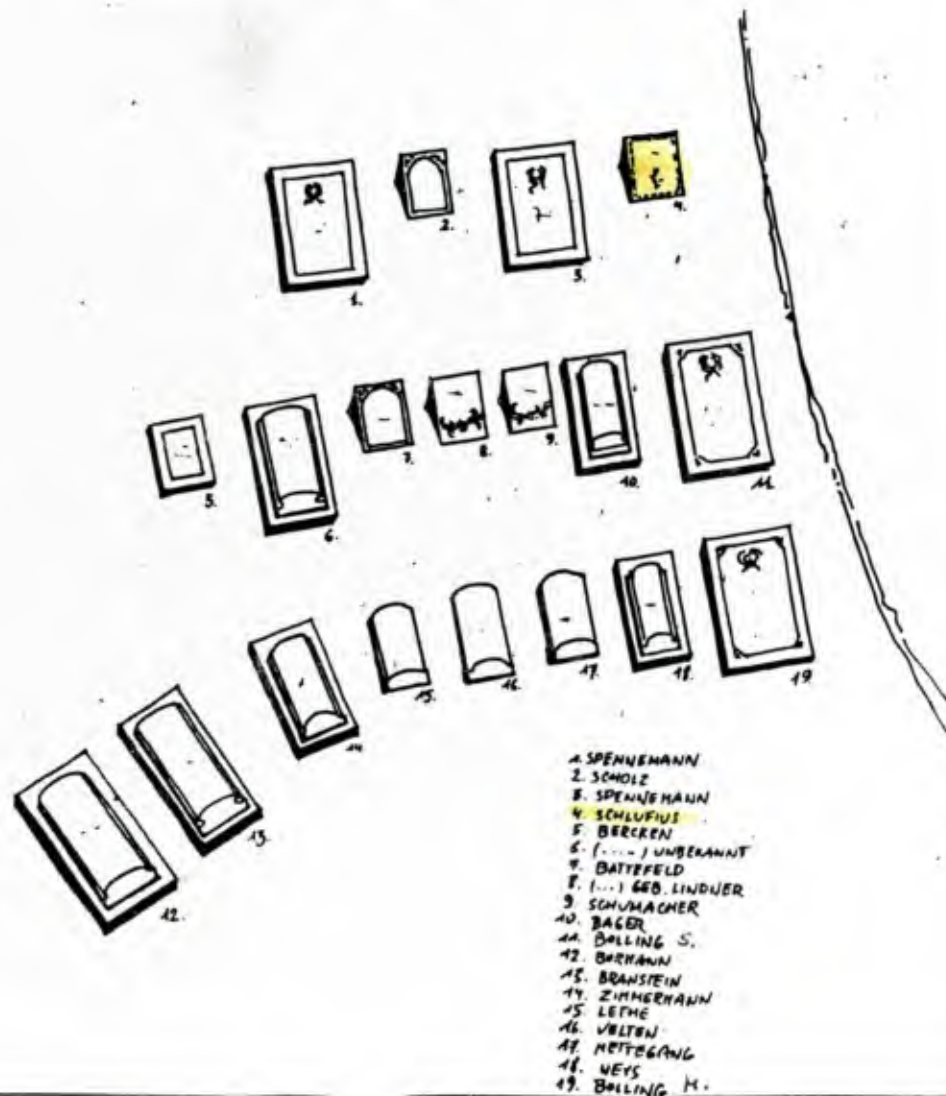 1.
2.
3.
4.
5.
6.
7.
8.
9.
10.
11.
12.
13.
14
15.
16.
17.
18.
19
1. SPENNEMANN
2. SCHOLZ
3. SPENNEMANN
4. SCHLUFIUS
5. BERCKEN
6. (....) UNBEKANNT
7. BATTEFELD
8. (...) GEB. LINDNER
9. SCHUMACHER
10. BAGER
11. BOLLING S.
12. BORMANN
13. BRANSTEIN
14. ZIMMERMANN
15. LETHE
16. VELTEN
17. METTEGANG
18. WEYS
19. BOLLING H.